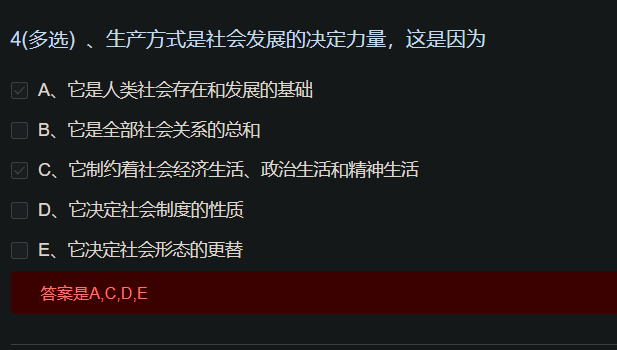 4(多选) 、生产方式是社会发展的决定力量，这是因为
A、它是人类社会存在和发展的基础
B、它是全部社会关系的总和
C、它制约着社会经济生活、政治生活和精神生活
D、它决定社会制度的性质
E、它决定社会形态的更替
答案是A,C,D,E